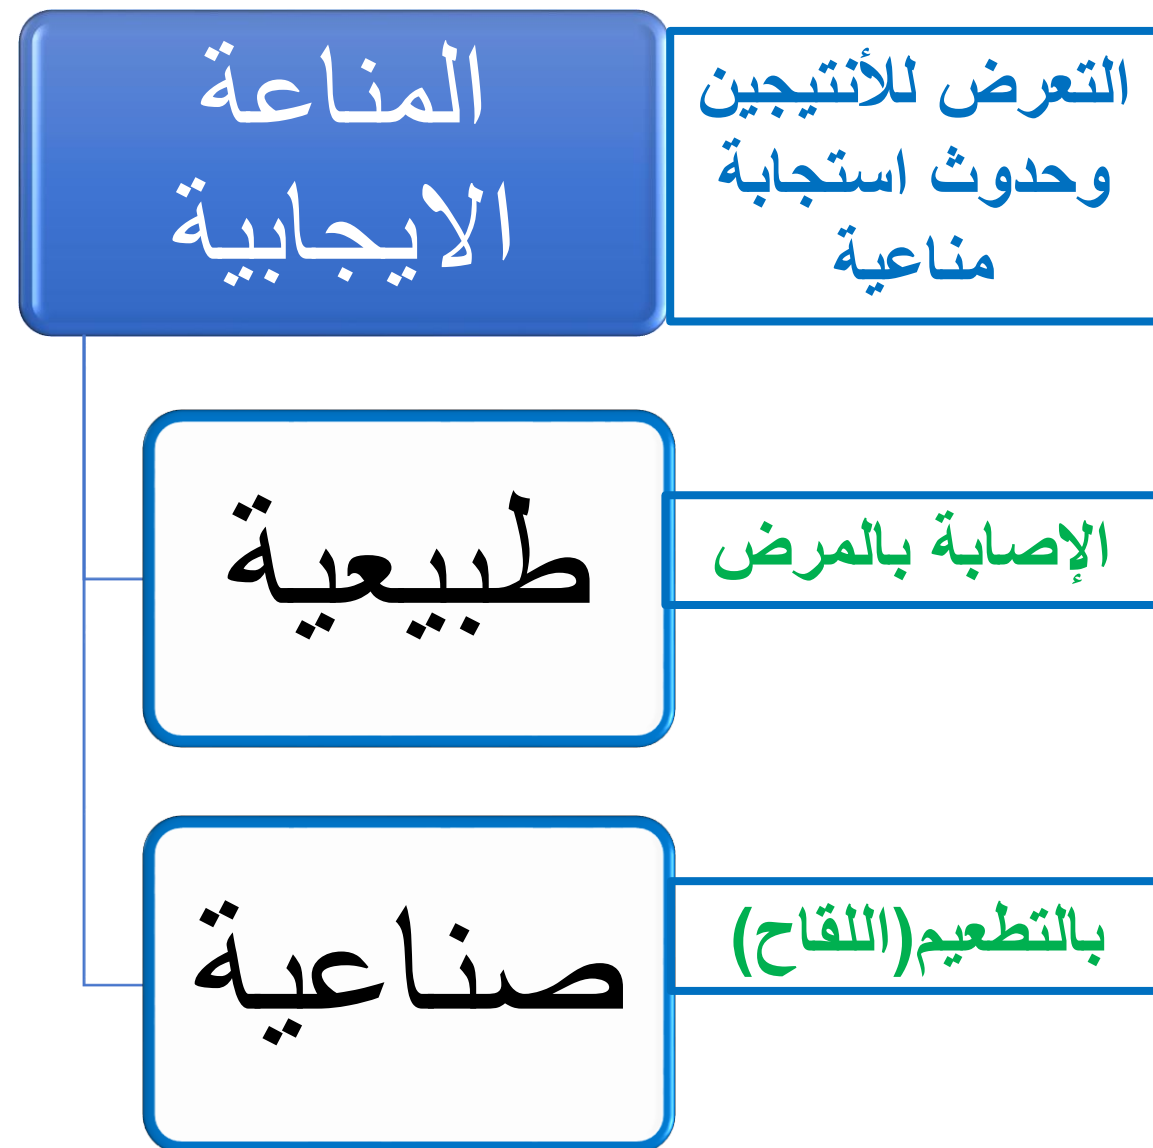 المناعة
الايجابية
التعرض للأنتيجين
وحدوث استجابة
مناعية
طبيعية
الإصابة بالمرض
صناعية
بالتطعيم(اللقاح)